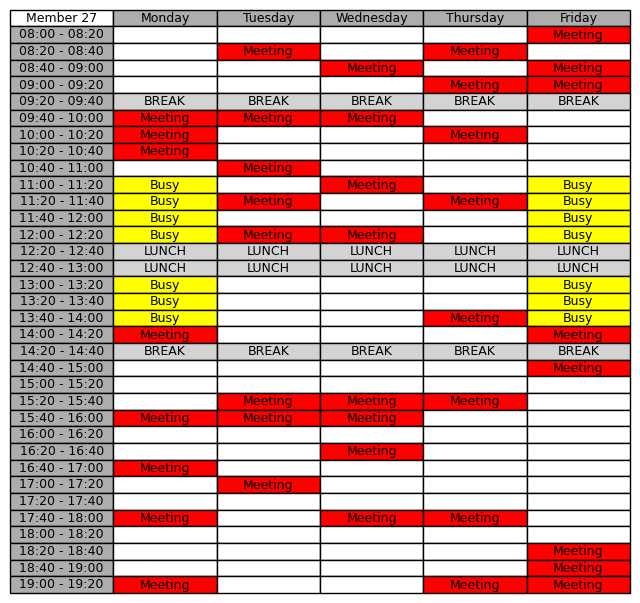 Member 27 Monday Tuesday Wednesday Thursday Friday
08:00 - 08:20 Meeting
08:20 - 08:40 Meeting Meeting
08:40 - 09:00 Meeting Meeting
09:00 - 09:20 Meeting Meeting
09:20 - 09:40 BREAK BREAK BREAK BREAK BREAK
09:40 - 10:00 Meeting Meeting Meeting
10:00 - 10:20 Meeting Meeting
10:20 - 10:40 Meeting
10:40 - 11:00 Meeting
11:00 - 11:20 Busy Meeting Busy
11:20 - 11:40 Busy Meeting Meeting Busy
11:40 - 12:00 Busy Busy
12:00 - 12:20 Busy Meeting Meeting Busy
12:20 - 12:40 LUNCH LUNCH LUNCH LUNCH LUNCH
12:40 - 13:00 LUNCH LUNCH LUNCH LUNCH LUNCH
13:00 - 13:20 Busy Busy
13:20 - 13:40 Busy Busy
13:40 - 14:00 Busy Meeting Busy
14:00 - 14:20 Meeting Meeting
14:20 - 14:40 BREAK BREAK BREAK BREAK BREAK
14:40 - 15:00 Meeting
15:00 - 15:20
15:20 - 15:40 Meeting Meeting Meeting
15:40 - 16:00 Meeting Meeting Meeting
16:00 - 16:20
16:20 - 16:40 Meeting
16:40 - 17:00 Meeting
17:00 - 17:20 Meeting
17:20 - 17:40
17:40 - 18:00 Meeting Meeting Meeting
18:00 - 18:20
18:20 - 18:40 Meeting
18:40 - 19:00 Meeting
19:00 - 19:20 Meeting Meeting Meeting